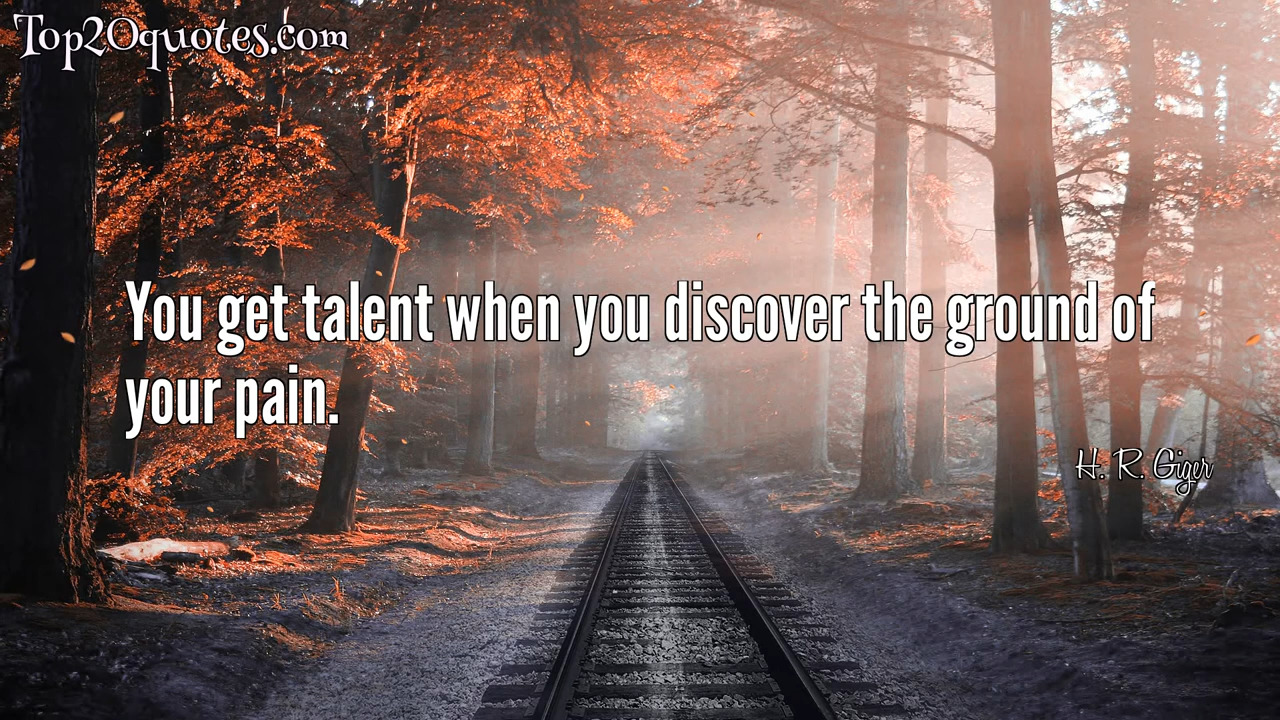 Top20quotes.com
You get talent when you discover the ground of
your pain.
H. R. Giger